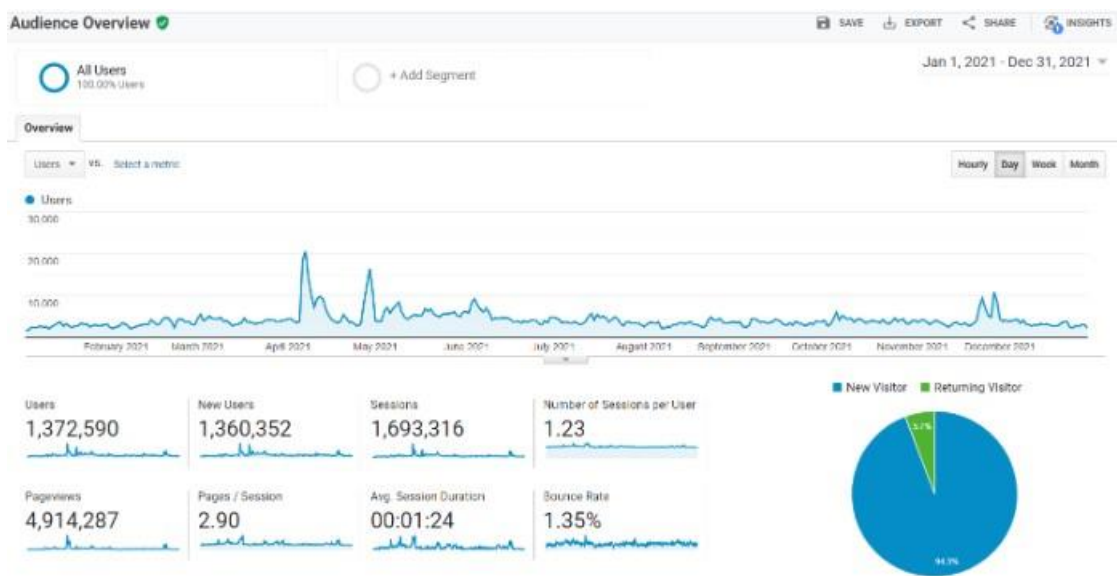 Audience Overview
SAVE EXPORT SHARE INSIGHTS
All Users
100.00% Users
+ Add Segment
Jan 1, 2021 - Dec 31, 2021
Overview
Users vs. Select a metric
Hourly Day Week Month
Users
30,000
20,000
10,000
February 2021 March 2021 April 2021 May 2021 June 2021 July 2021 August 2021 September 2021 October 2021 November 2021 December 2021
New Visitor Returning Visitor
Users
1,372,590
New Users
1,360,352
Sessions
1,693,316
Number of Sessions per User
1.23
Pageviews
4,914,287
Pages / Session
2.90
Avg. Session Duration
00:01:24
Bounce Rate
1.35%
5.7%
94.3%